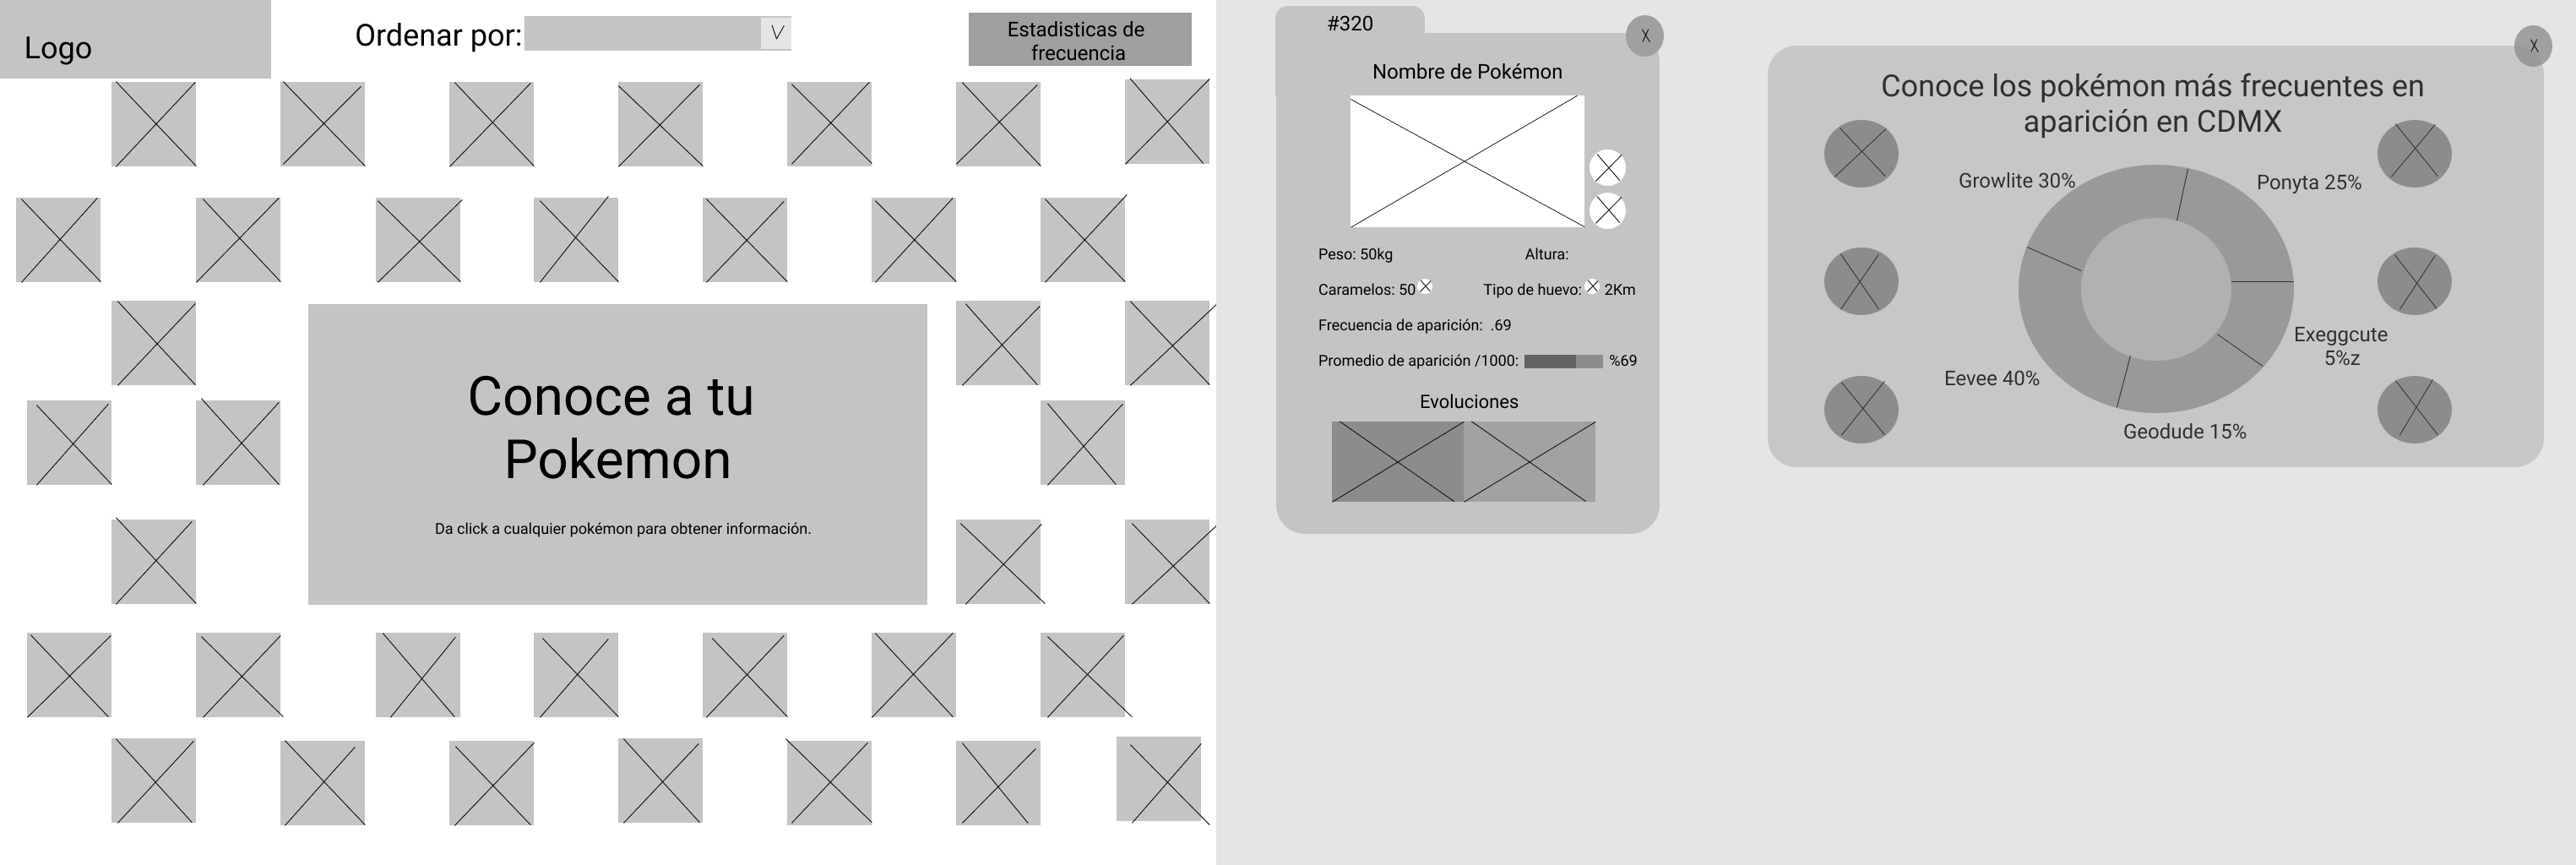 Logo
Ordenar por:
V
Estadisticas de
frecuencia
Conoce a tu
Pokemon
Da click a cualquier pokémon para obtener información.
#320
X
Nombre de Pokémon
Peso: 50kg
Altura:
Caramelos: 50
Tipo de huevo: 2Km
Frecuencia de aparición: .69
Promedio de aparición /1000: %69
Evoluciones
X
Conoce los pokémon más frecuentes en
aparición en CDMX
Growlite 30%
Ponyta 25%
Exeggcute
5%z
Eevee 40%
Geodude 15%